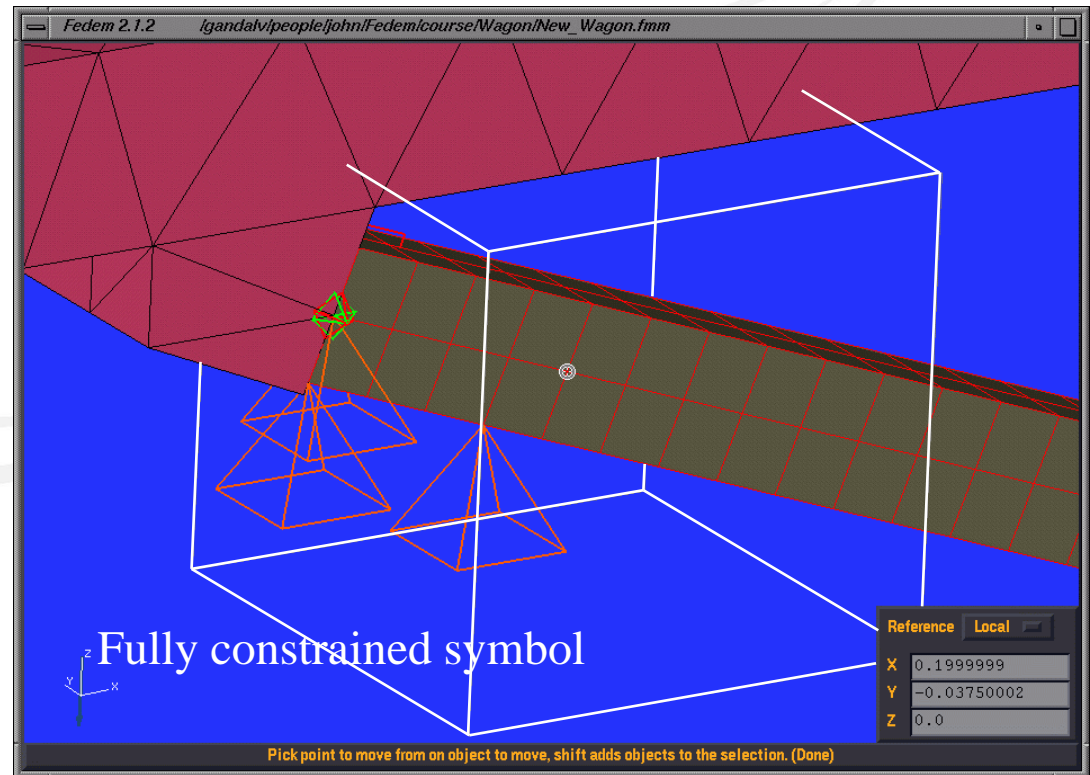 Fedem 2.1.2 /gandalv/people/john/Fedem/course/Wagon/New_Wagon.fmm
Fully constrained symbol
z
Y
X
Reference Local
X 0.1999999
Y -0.03750002
Z 0.0
Pick point to move from on object to move, shift adds objects to the selection. (Done)